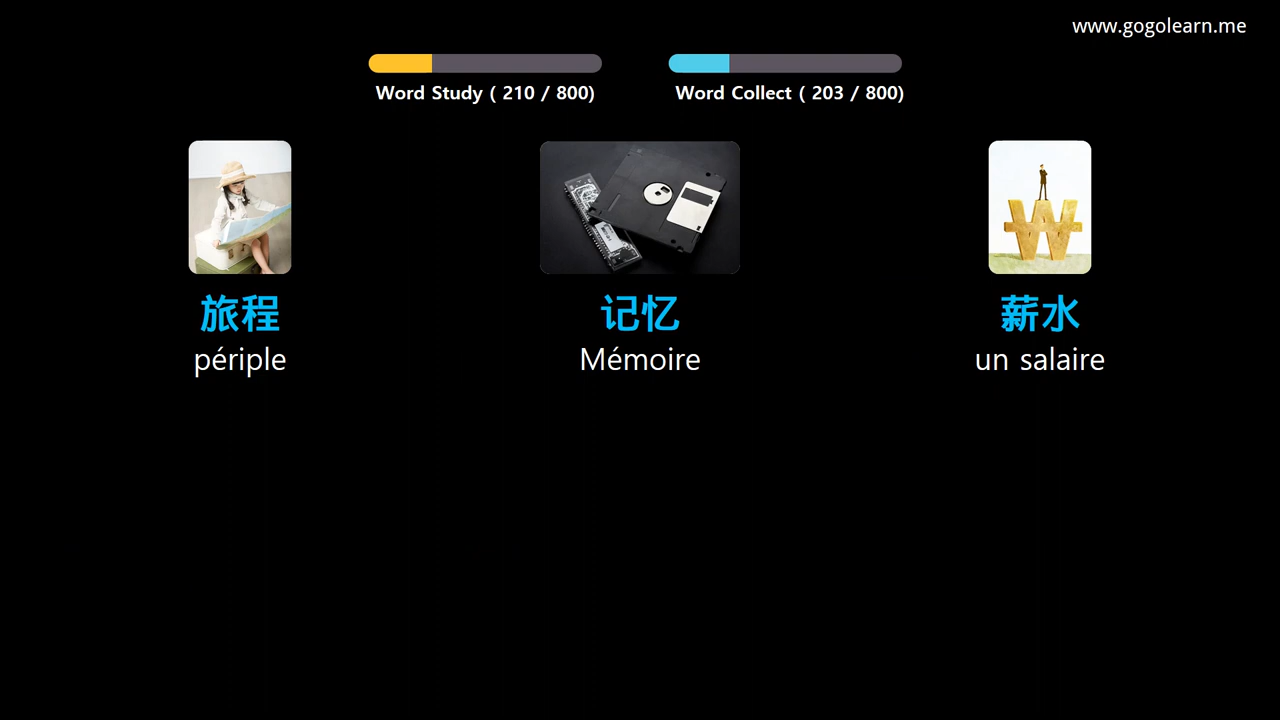 www.gogolearn.me
Word Study ( 210 / 800)
Word Collect ( 203 / 800)
旅程
périple
记忆
Mémoire
薪水
un salaire